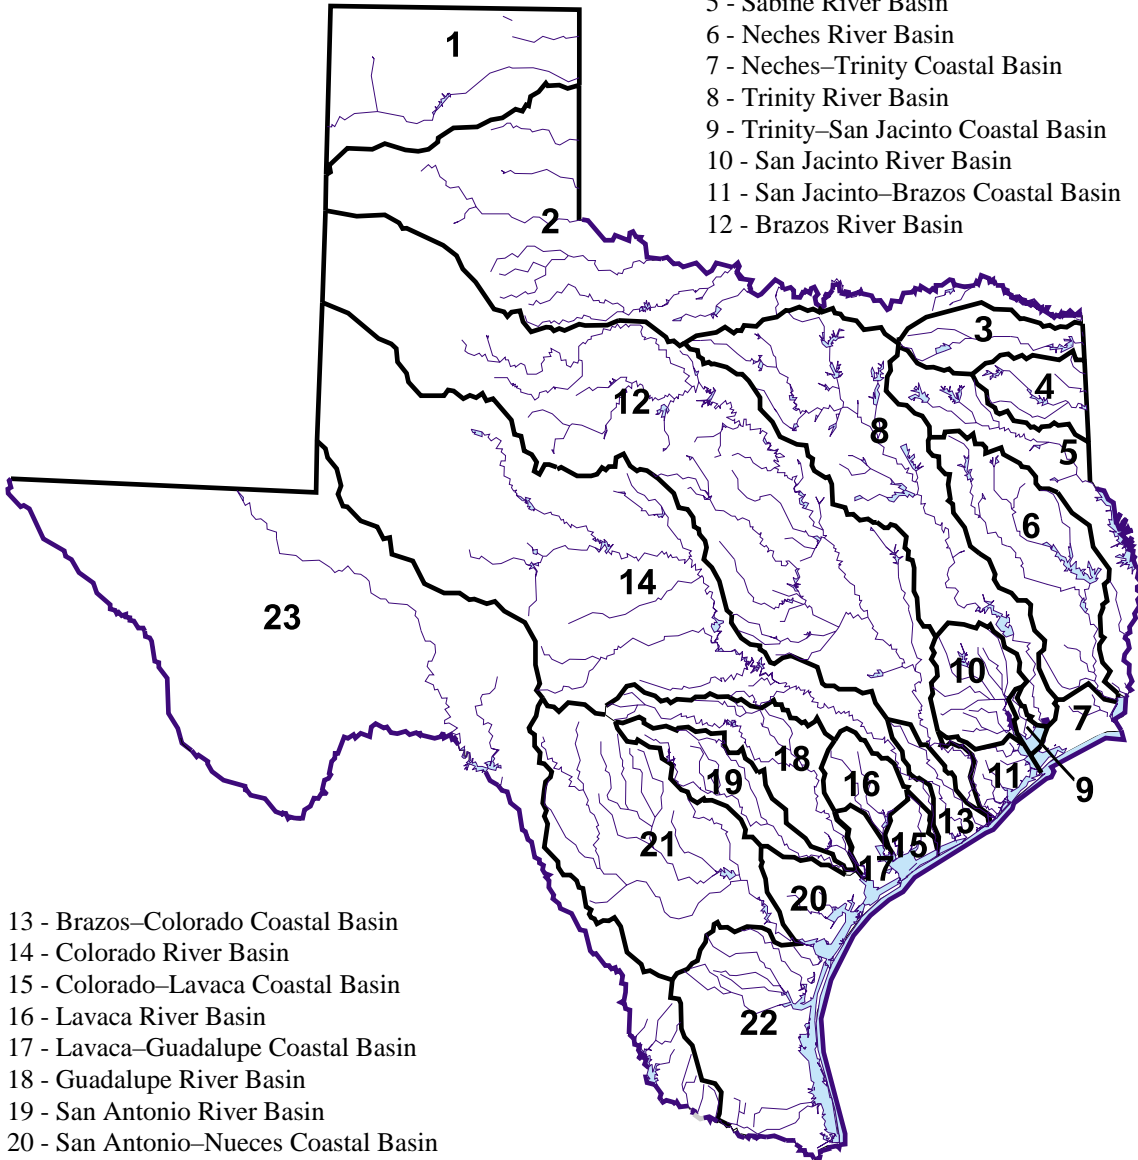 5 - Sabine River Basin
6 - Neches River Basin
7 - Neches–Trinity Coastal Basin
8 - Trinity River Basin
9 - Trinity–San Jacinto Coastal Basin
10 - San Jacinto River Basin
11 - San Jacinto–Brazos Coastal Basin
12 - Brazos River Basin
1
2
3
4
12
8
5
6
14
23
10
7
18
11
19
16
9
13
21
15
17
20
22
13 - Brazos–Colorado Coastal Basin
14 - Colorado River Basin
15 - Colorado–Lavaca Coastal Basin
16 - Lavaca River Basin
17 - Lavaca–Guadalupe Coastal Basin
18 - Guadalupe River Basin
19 - San Antonio River Basin
20 - San Antonio–Nueces Coastal Basin